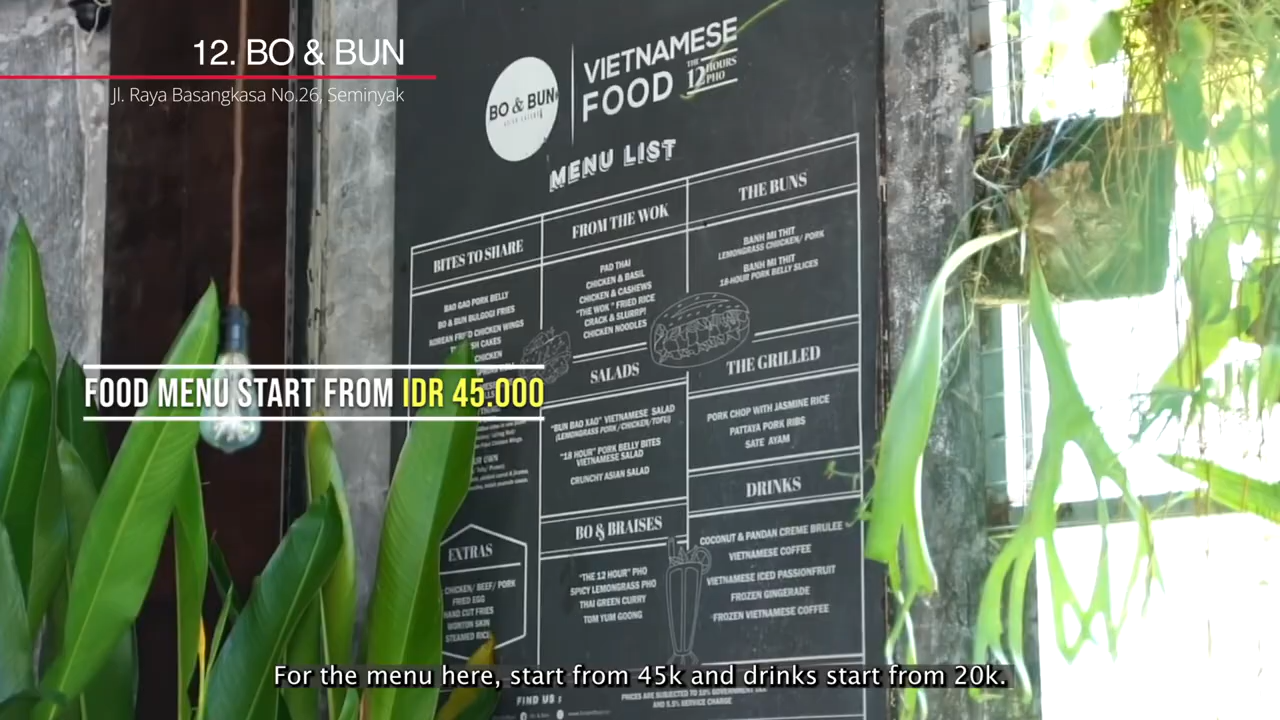 12. BO & BUN
Jl. Raya Basangkasa No.26, Seminyak
BO & BUN
VIETNAMESE
FOOD
THE
12 HOURS
PHO
MENU LIST
BITES TO SHARE
BAO GAO PORK BELLY
BO & BUN BULGOGI FRIES
KOREAN FRIED CHICKEN WINGS
CAKES
CHICKEN
EXTRAS
CHICKEN/ BEEF/ PORK
FRIED EGG
HAND CUT FRIES
WONTON SKIN
STEAMED RICE
FROM THE WOK
PAD THAI
CHICKEN & BASIL
CHICKEN & CASHEWS
"THE WOK" FRIED RICE
CRACK & SLURRP!
CHICKEN NOODLES
SALADS
"BUN BAO XAO" VIETNAMESE SALAD
(LEMONGRASS PORK/CHICKEN/TOFU)
"18 HOUR" PORK BELLY BITES
VIETNAMESE SALAD
CRUNCHY ASIAN SALAD
BO & BRAISES
"THE 12 HOUR" PHO
SPICY LEMONGRASS PHO
THAI GREEN CURRY
TOM YUM GOONG
THE BUNS
BANH MI THIT
LEMONGRASS CHICKEN/ PORK
BANH MI THIT
18-HOUR PORK BELLY SLICES
THE GRILLED
PORK CHOP WITH JASMINE RICE
PATTAYA PORK RIBS
SATE AYAM
DRINKS
COCONUT & PANDAN CREME BRULEE
VIETNAMESE COFFEE
VIETNAMESE ICED PASSIONFRUIT
FROZEN GINGERADE
FROZEN VIETNAMESE COFFEE
FIND US :
PRICES ARE SUBJECTED TO 10% GOVERNMENT TAX
AND 5.5% SERVICE CHARGE
FOOD MENU START FROM IDR 45.000
For the menu here, start from 45k and drinks start from 20k.